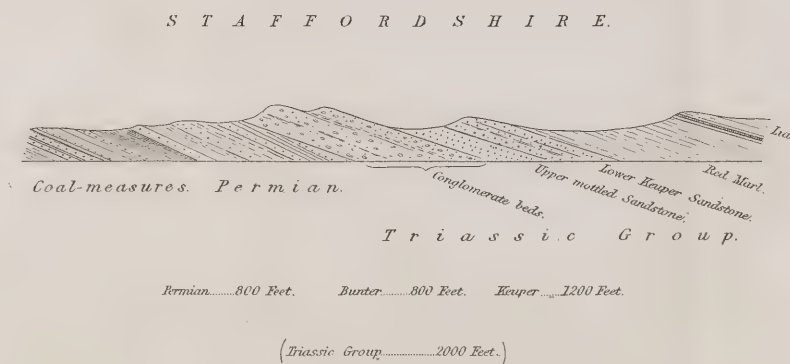 STAFFORDSHIRE.
Coal-measures. Permian.
Conglomerate beds.
Upper mottled Sandstone.
Lower Keuper Sandstone.
Red Marl.
Triassic Group.
Permian........800 Feet. Bunter........800 Feet. Keuper........1200 Feet.
(Triassic Group....................2000 Feet.)